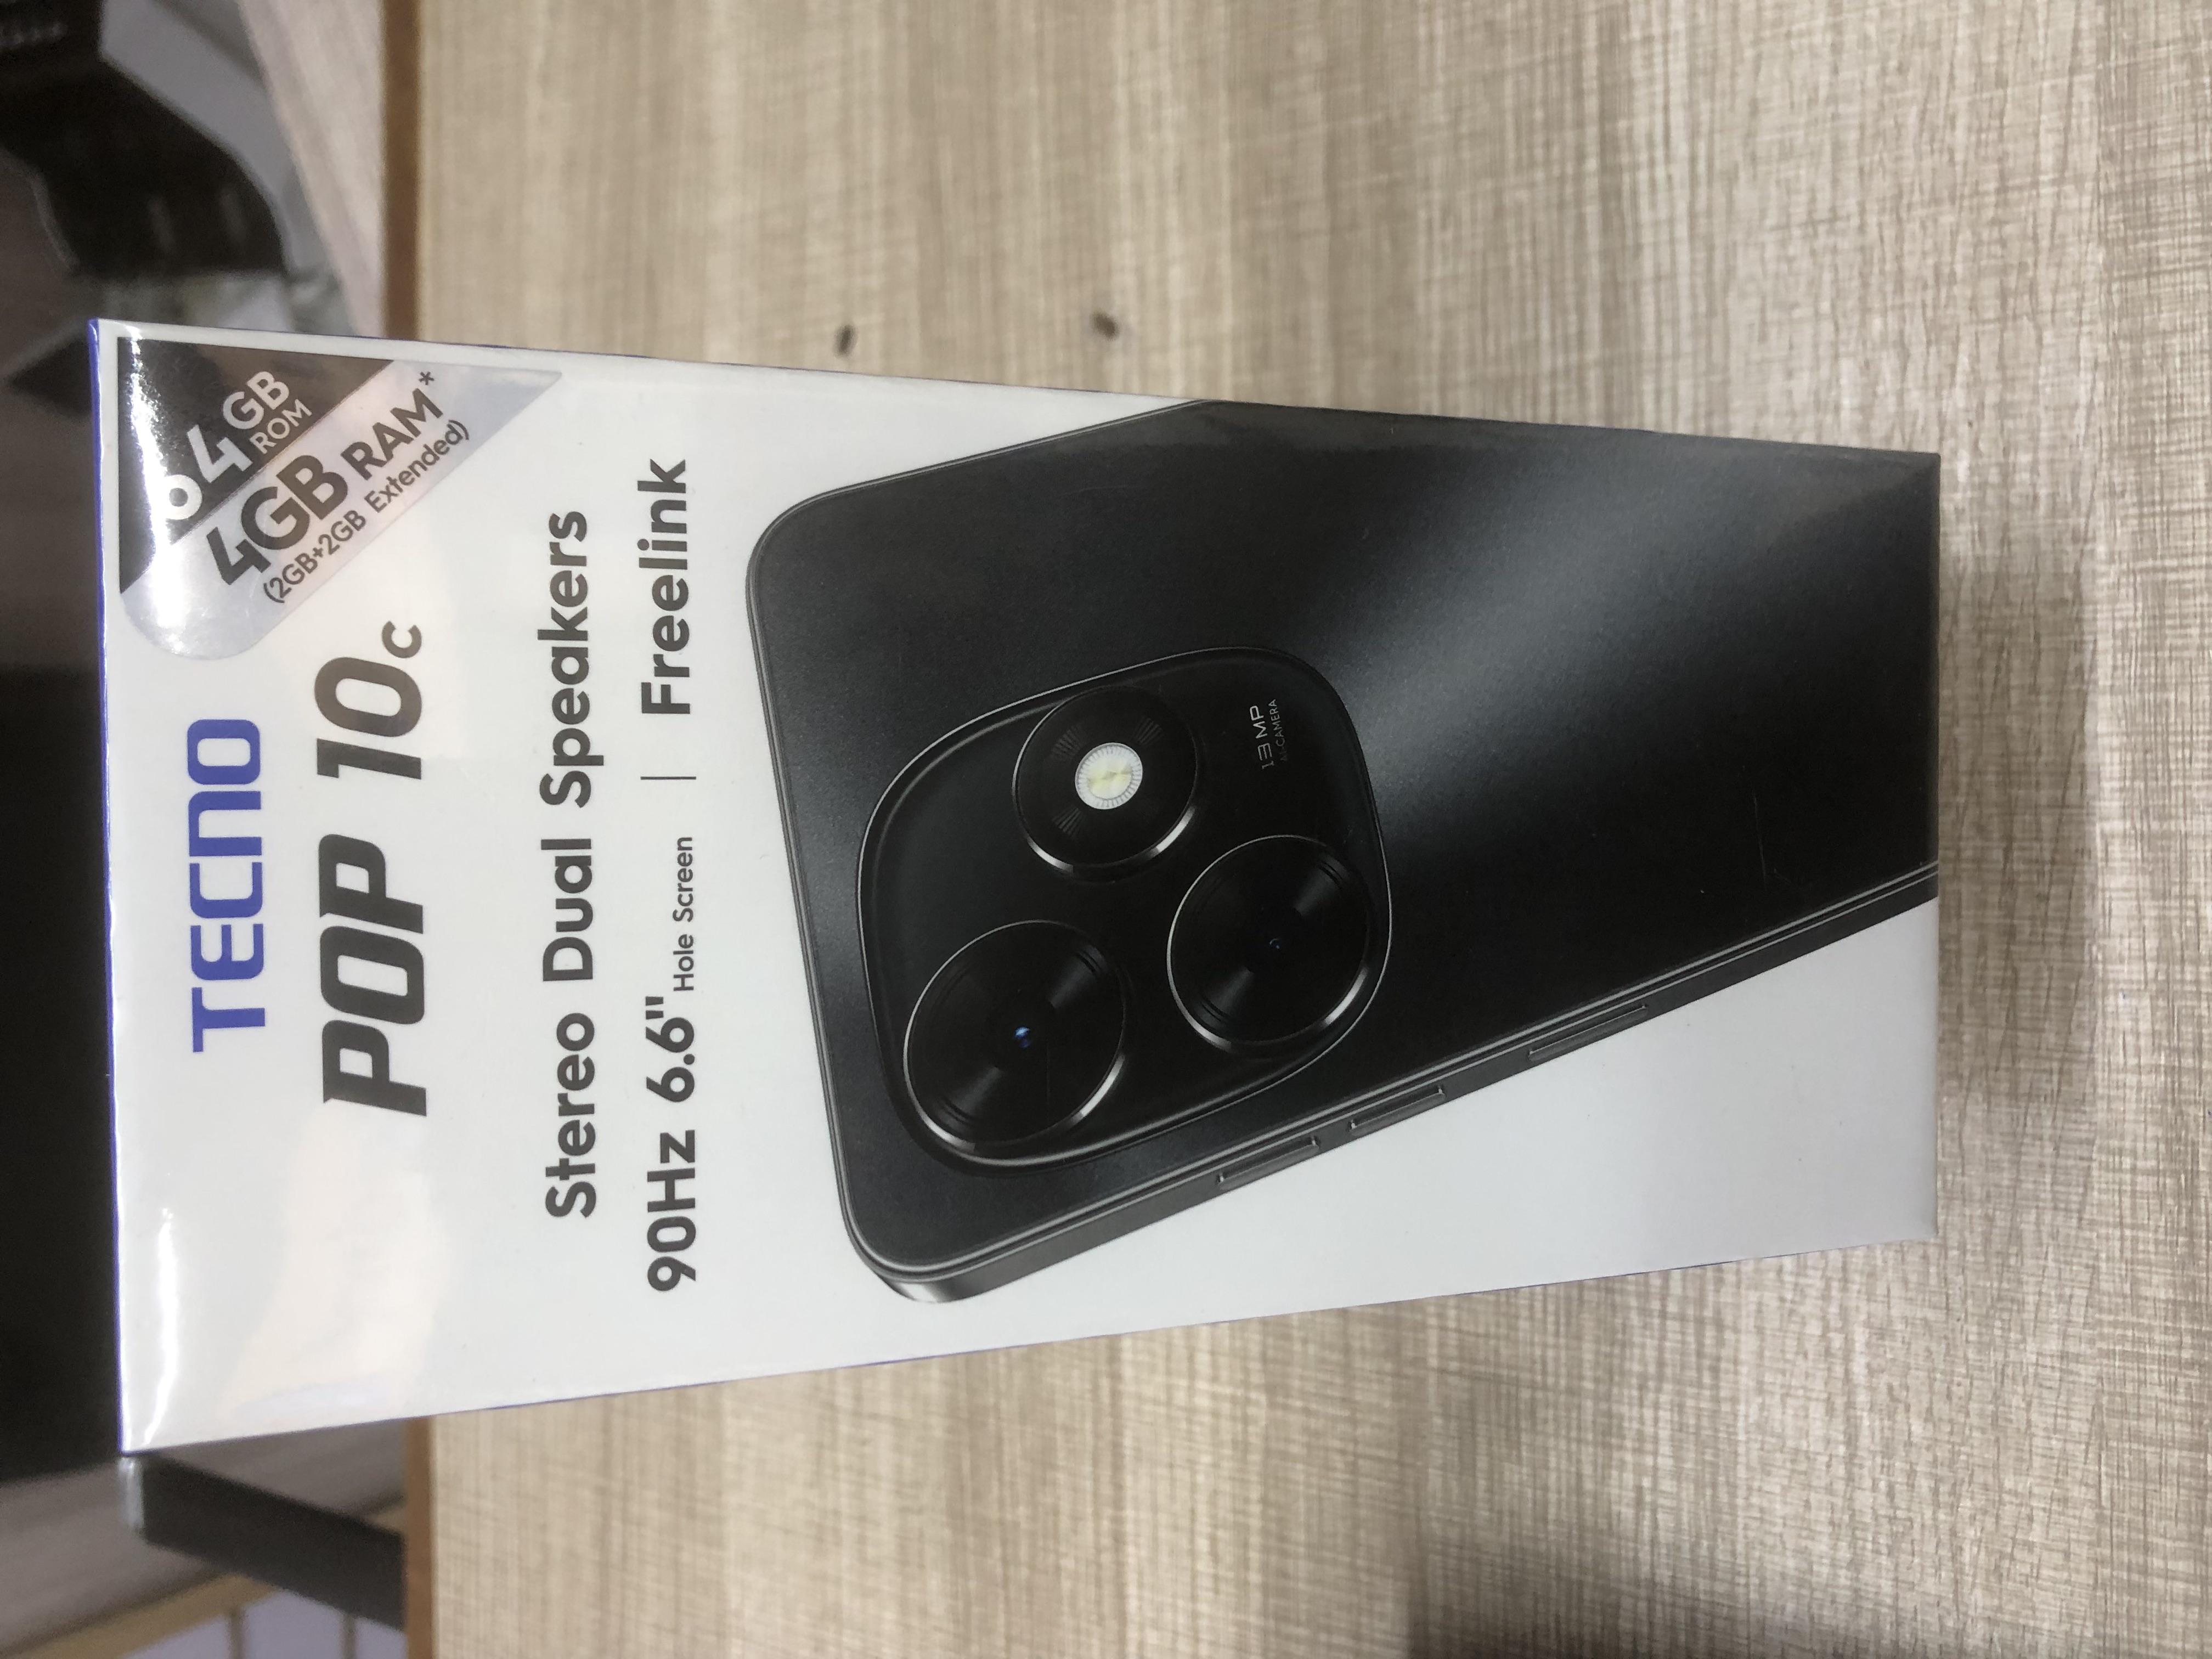 TECNO
POP 10c
64GB ROM
4GB RAM*
(2GB+2GB Extended)
Stereo Dual Speakers
90Hz 6.6" Hole Screen | Freelink
13 MP
AI-CAMERA